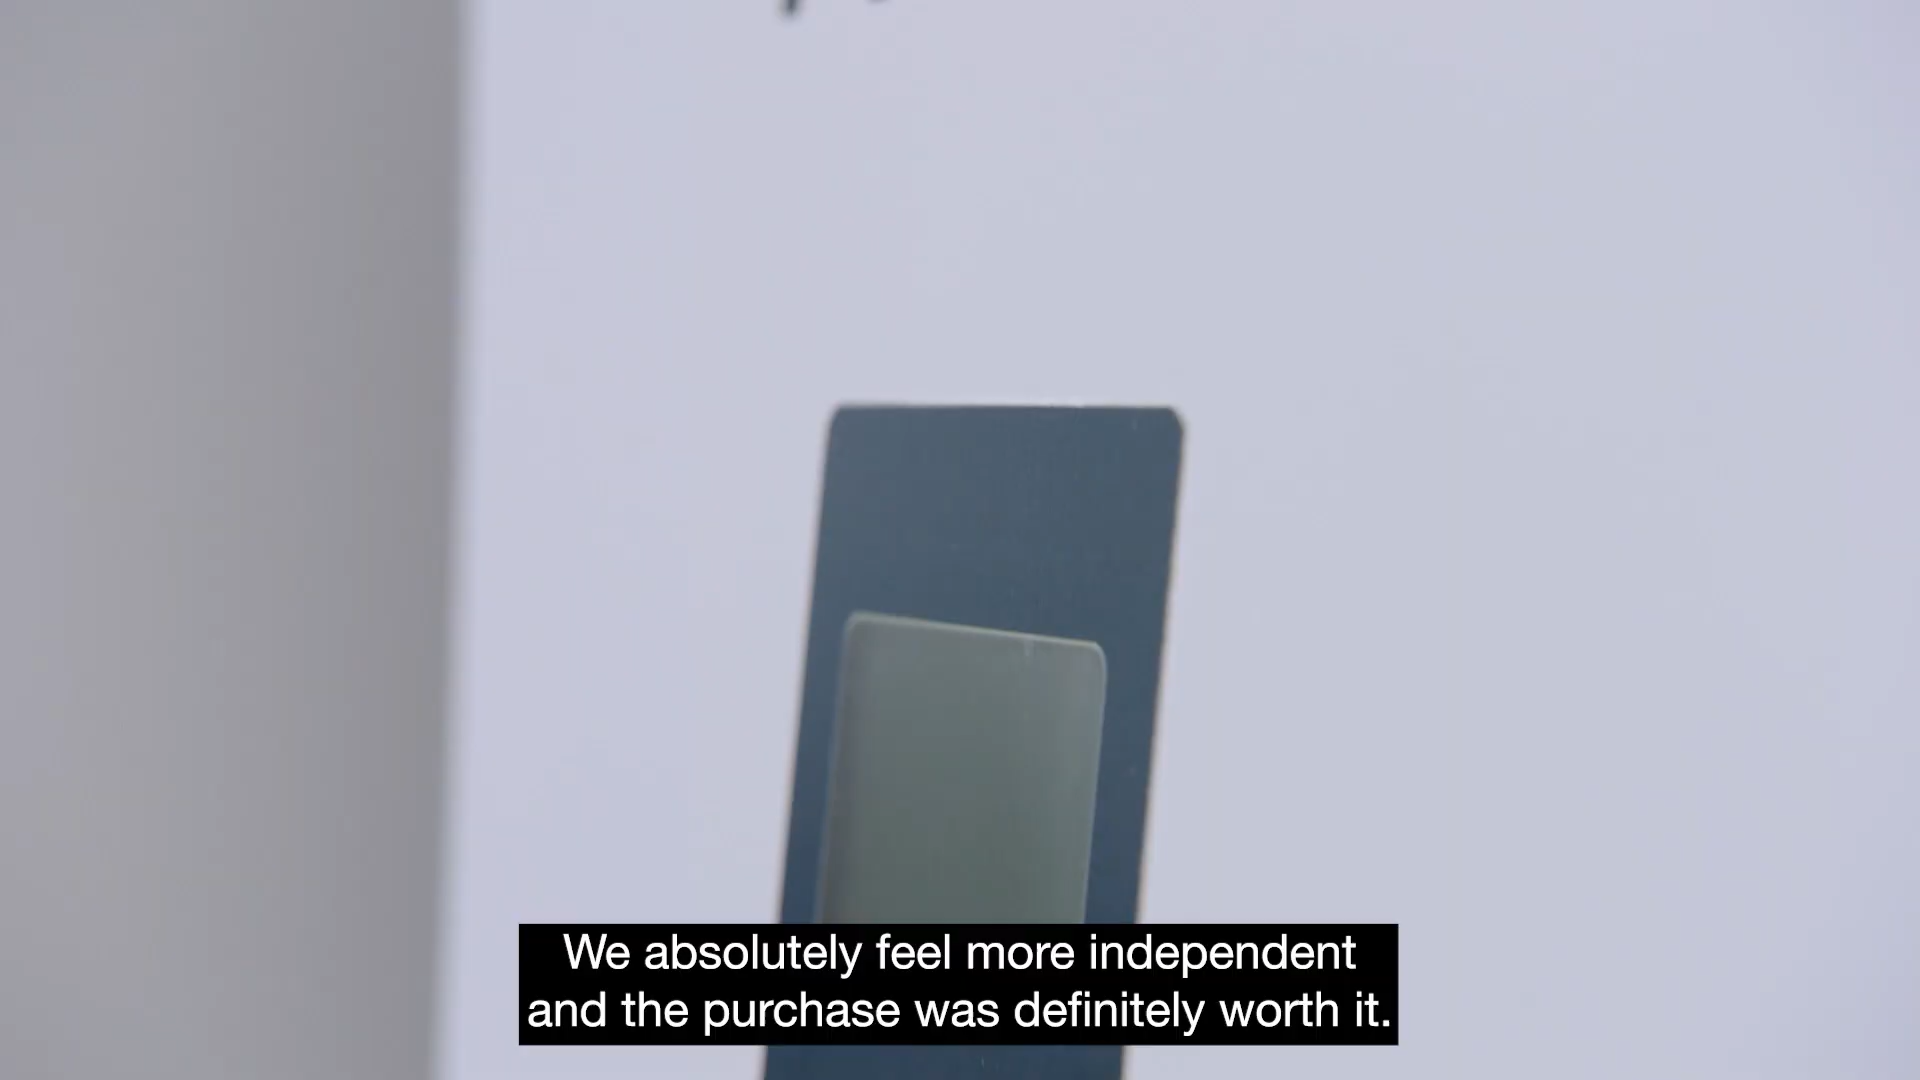 We absolutely feel more independent
and the purchase was definitely worth it.